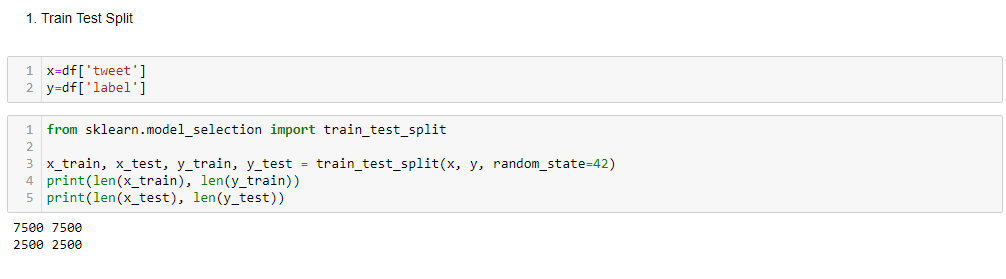 1. Train Test Split
1 x=df['tweet']
2 y=df['label']
1 from sklearn.model_selection import train_test_split
2
3 x_train, x_test, y_train, y_test = train_test_split(x, y, random_state=42)
4 print(len(x_train), len(y_train))
5 print(len(x_test), len(y_test))
7500 7500
2500 2500